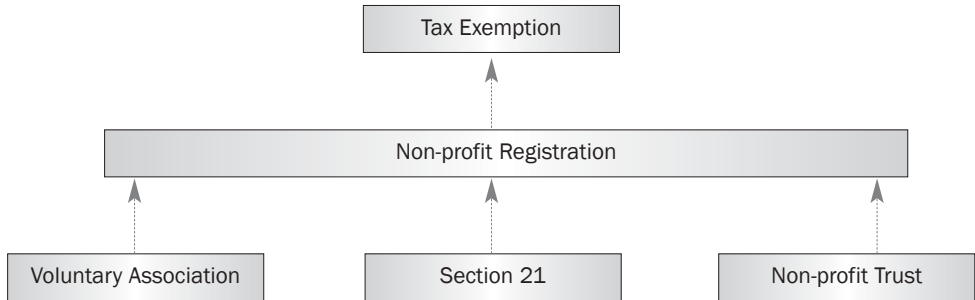 Tax Exemption
Non-profit Registration
Voluntary Association
Section 21
Non-profit Trust